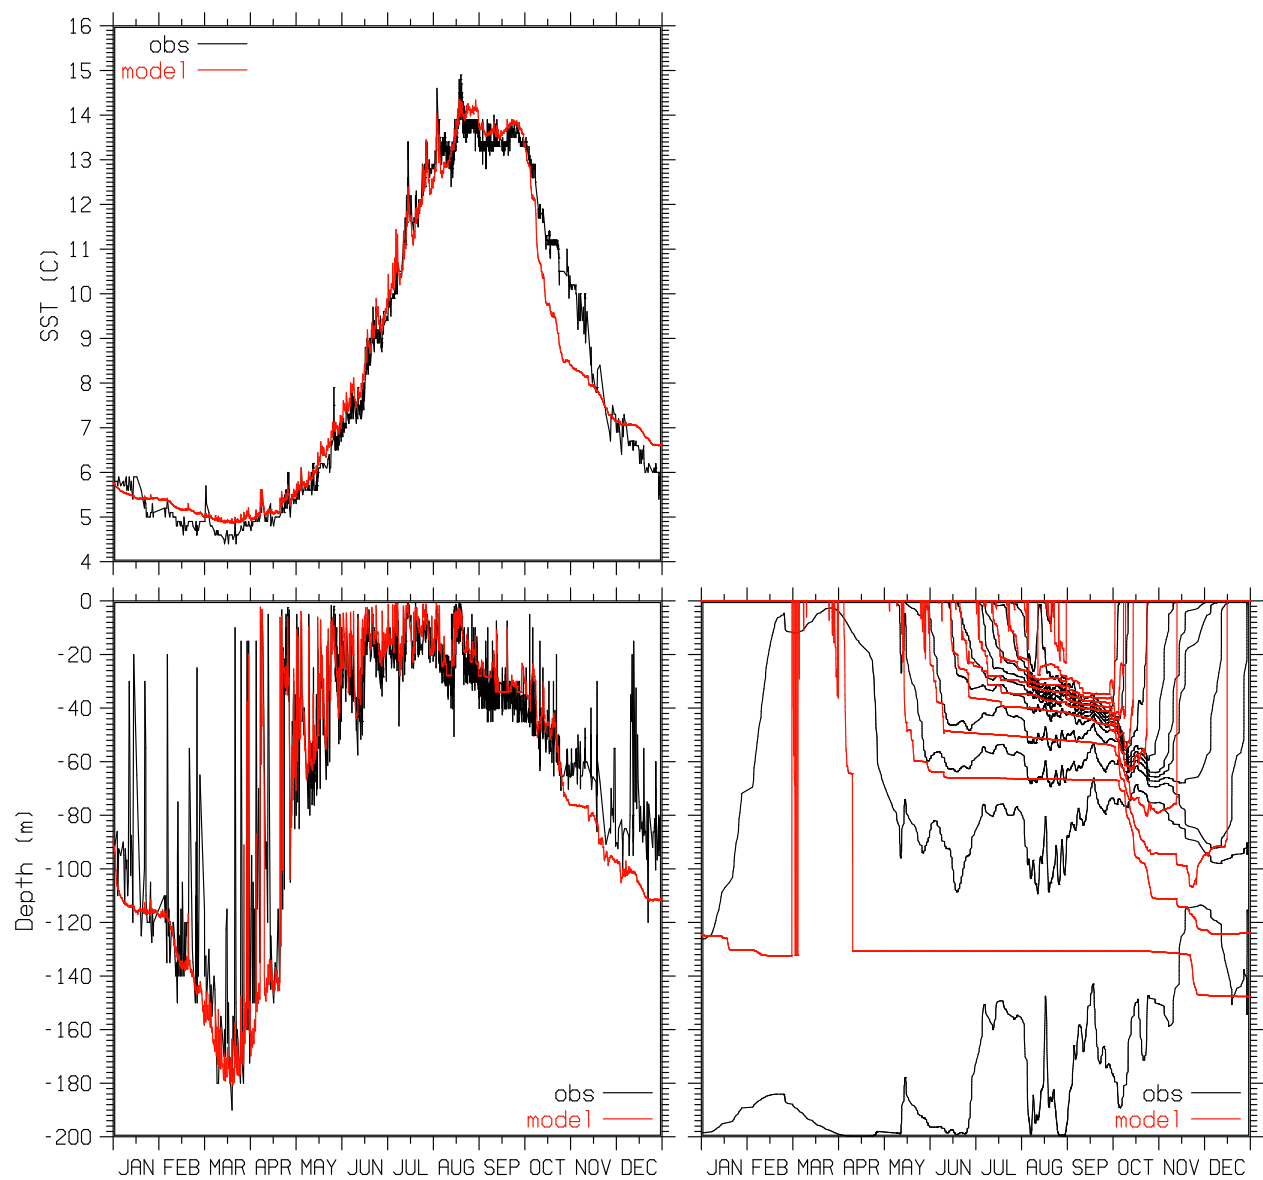 16
obs
model
15
14
13
12
11
10
9
8
7
6
5
4
SST (C)
0
-20
-40
-60
-80
-100
-120
-140
-160
-180
-200
Depth (m)
obs
model
JAN FEB MAR APR MAY JUN JUL AUG SEP OCT NOV DEC
obs
model
JAN FEB MAR APR MAY JUN JUL AUG SEP OCT NOV DEC